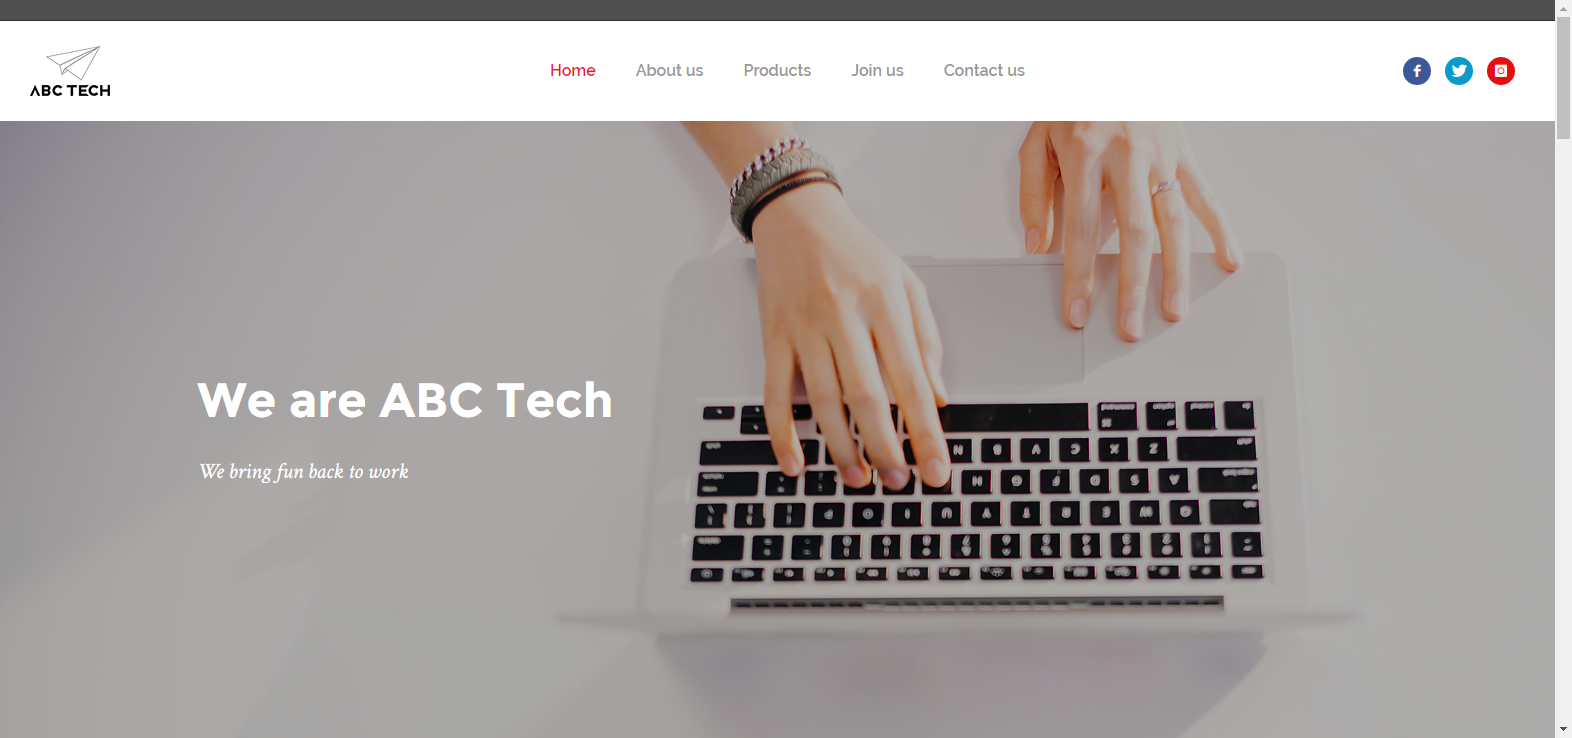 ABC TECH
Home About us Products Join us Contact us
We are ABC Tech
We bring fun back to work